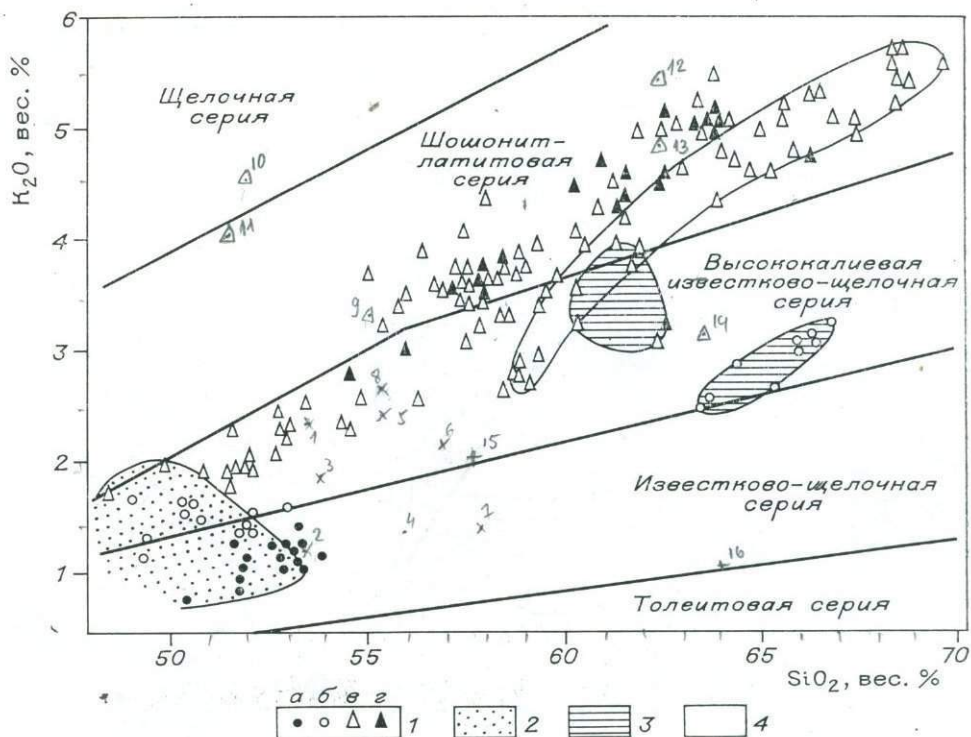 6
5
4
3
2
1
K₂O, вес. %
Щелочная
серия
Шошонит-
латитовая
серия
Высококалиевая
известково-щелочная
серия
Известково-щелочная
серия
Толеитовая серия
10
11
12
13
9
14
8
5
1
6
15
3
4
2
16
50
55
60
65
70
SiO₂, вес. %
а б в г
1
2
3
4